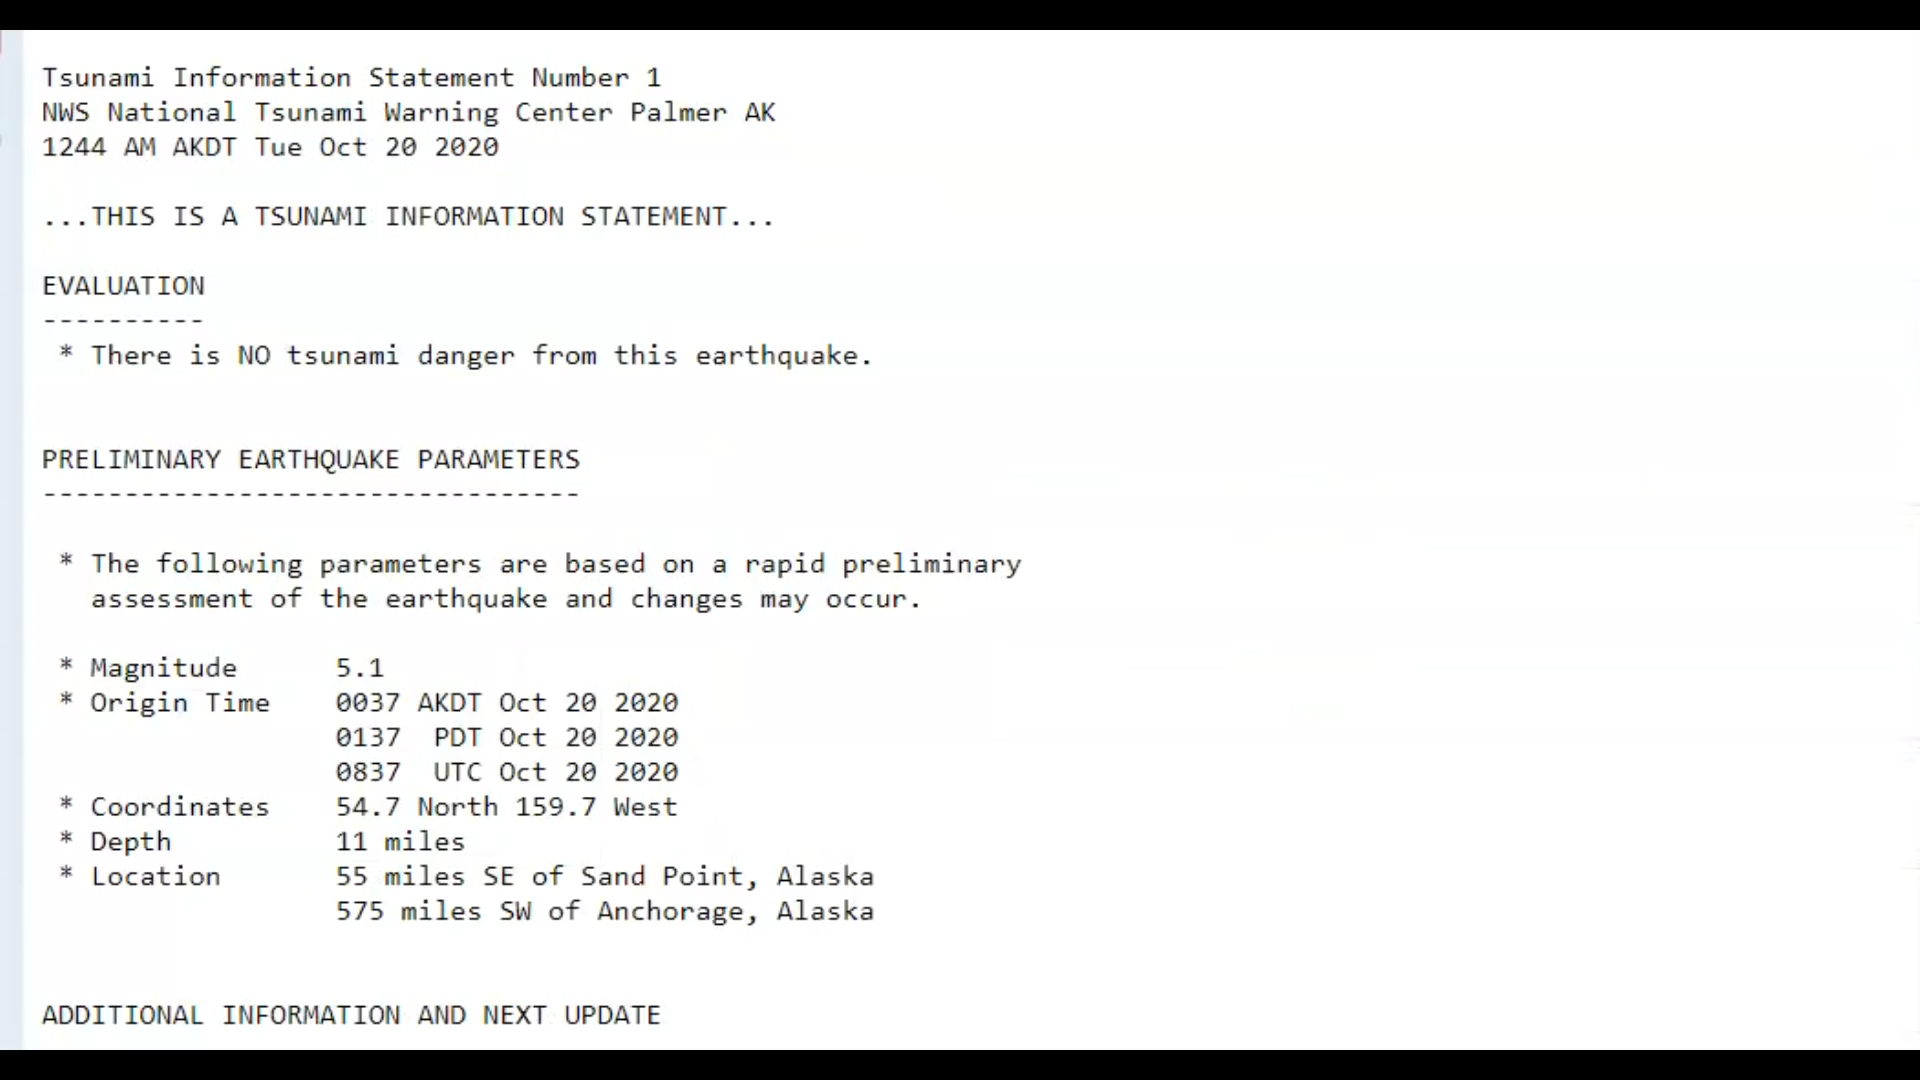 Tsunami Information Statement Number 1
NWS National Tsunami Warning Center Palmer AK
1244 AM AKDT Tue Oct 20 2020
...THIS IS A TSUNAMI INFORMATION STATEMENT...
EVALUATION
----------
* There is NO tsunami danger from this earthquake.
PRELIMINARY EARTHQUAKE PARAMETERS
---------------------------------
* The following parameters are based on a rapid preliminary
assessment of the earthquake and changes may occur.
* Magnitude 5.1
* Origin Time 0037 AKDT Oct 20 2020
0137 PDT Oct 20 2020
0837 UTC Oct 20 2020
* Coordinates 54.7 North 159.7 West
* Depth 11 miles
* Location 55 miles SE of Sand Point, Alaska
575 miles SW of Anchorage, Alaska
ADDITIONAL INFORMATION AND NEXT UPDATE